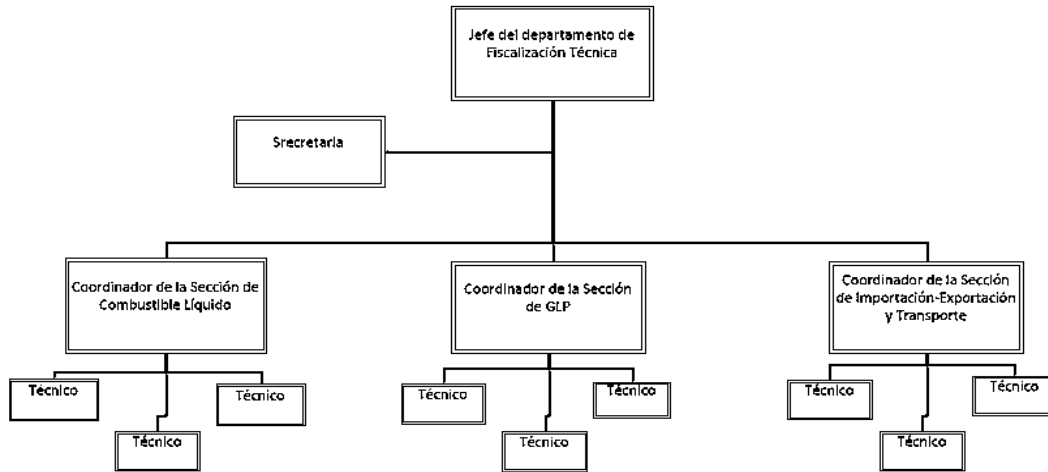 Jefe del departamento de
Fiscalización Técnica
Srecretaria
Coordinador de la Sección de
Combustible Líquido
Coordinador de la Sección
de GLP
Coordinador de la Sección
de Importación-Exportación
y Transporte
Técnico
Técnico
Técnico
Técnico
Técnico
Técnico
Técnico
Técnico
Técnico